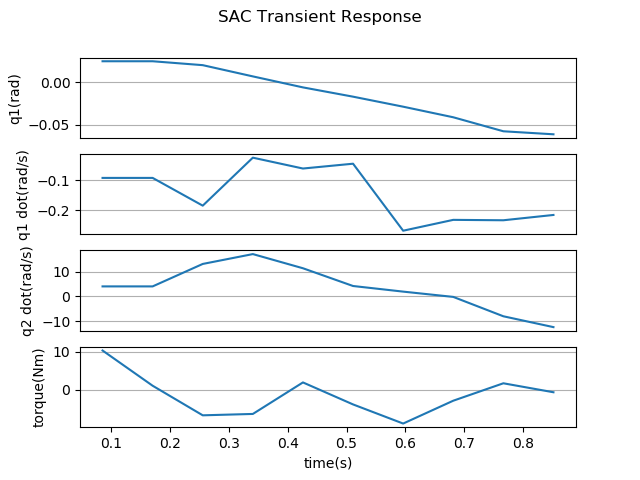 SAC Transient Response
q1(rad)
0.00
−0.05
q1 dot(rad/s)
−0.1
−0.2
q2 dot(rad/s)
10
0
−10
torque(Nm)
10
0
0.1 0.2 0.3 0.4 0.5 0.6 0.7 0.8
time(s)